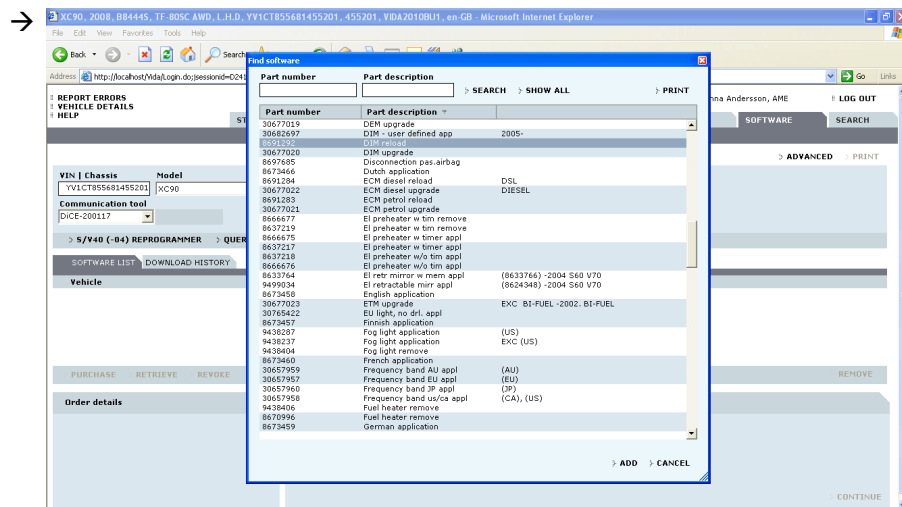 XC90, 2008, B8444S, TF-80SC AWD, L.H.D, YV1CT855681455201, 455201, VIDA2010BU1, en-GB - Microsoft Internet Explorer
File Edit View Favorites Tools Help
Back Search
Address http://localhost/Vida/Login.do;jsessionid=D241 Go Links
REPORT ERRORS
VEHICLE DETAILS
HELP
nna Andersson, AME LOG OUT
ST SOFTWARE SEARCH
ADVANCED PRINT
VIN | Chassis Model
YV1CT855681455201 XC90
Communication tool
DiCE-200117
S/V40 (-04) REPROGRAMMER QUER
SOFTWARE LIST DOWNLOAD HISTORY
Vehicle
PURCHASE RETRIEVE REVOKE REMOVE
Order details
CONTINUE
Find software
Part number Part description
SEARCH SHOW ALL PRINT
Part number Part description
30677019 DEM upgrade
30682697 DIM - user defined app 2005-
8691292 DIM reload
30677020 DIM upgrade
8697685 Disconnection pas.airbag
8673466 Dutch application
8691284 ECM diesel reload DSL
30677022 ECM diesel upgrade DIESEL
8691283 ECM petrol reload
30677021 ECM petrol upgrade
8666677 El preheater w tim remove
8637219 El preheater w tim remove
8666675 El preheater w timer appl
8637217 El preheater w timer appl
8637218 El preheater w/o tim appl
8666676 El preheater w/o tim appl
8633764 El retr mirror w mem appl (8633766) -2004 S60 V70
9499034 El retractable mirr appl (8624348) -2004 S60 V70
8673458 English application
30677023 ETM upgrade EXC BI-FUEL -2002. BI-FUEL
30765422 EU light, no drl. appl
8673457 Finnish application
9438287 Fog light application (US)
9438237 Fog light application EXC (US)
9438404 Fog light remove
8673460 French application
30657959 Frequency band AU appl (AU)
30657957 Frequency band EU appl (EU)
30657960 Frequency band JP appl (JP)
30657958 Frequency band us/ca appl (CA), (US)
9438406 Fuel heater remove
8670996 Fuel heater remove
8673459 German application
ADD CANCEL